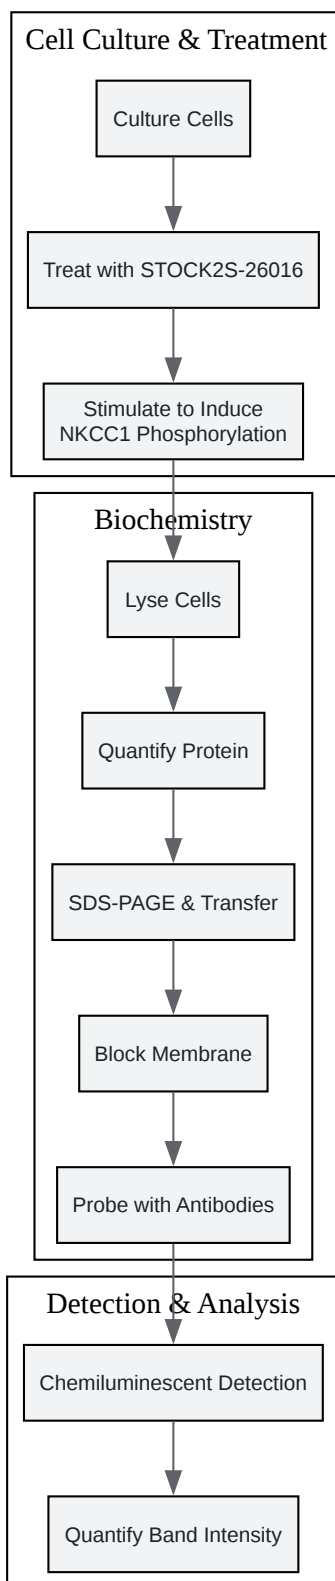 Cell Culture & Treatment
Culture Cells
Treat with STOCK2S-26016
Stimulate to Induce
NKCC1 Phosphorylation
Biochemistry
Lyse Cells
Quantify Protein
SDS-PAGE & Transfer
Block Membrane
Probe with Antibodies
Detection & Analysis
Chemiluminescent Detection
Quantify Band Intensity